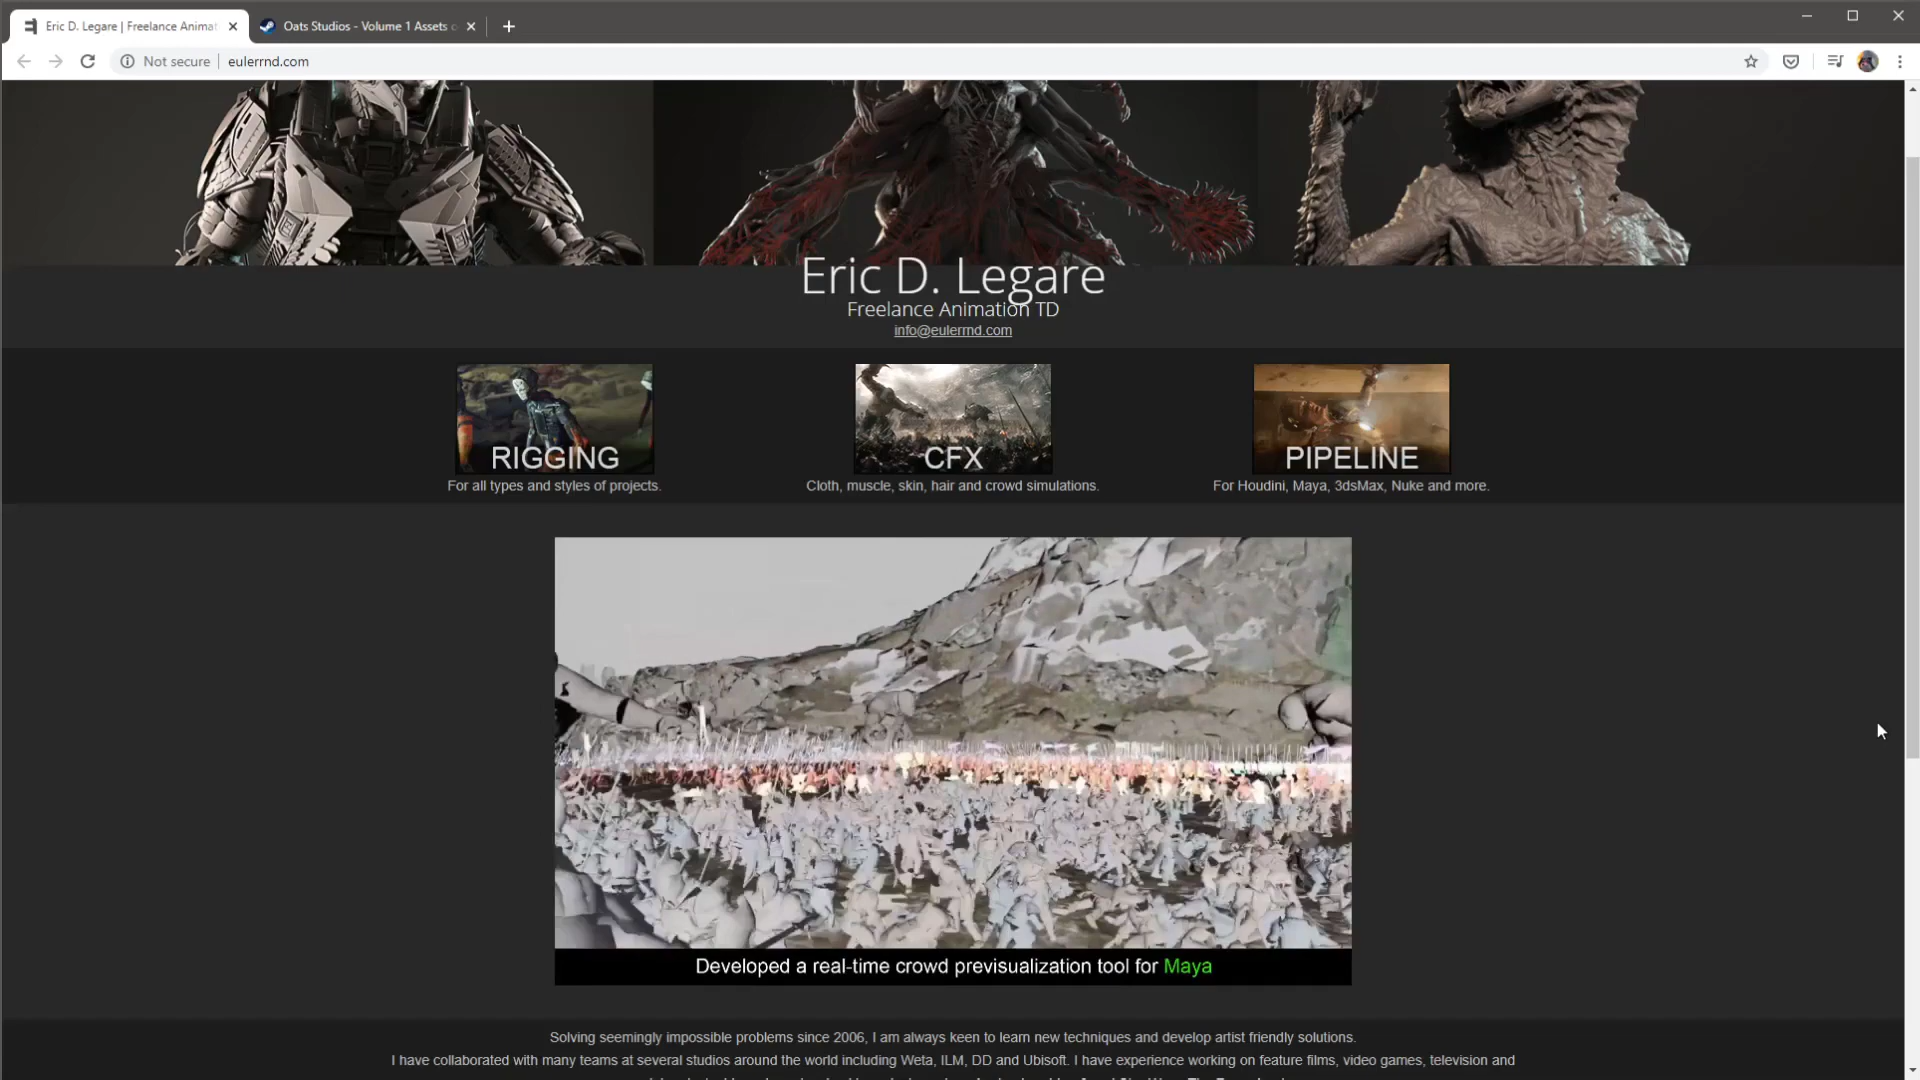 Eric D. Legare | Freelance Animat
Oats Studios - Volume 1 Assets o
Not secure
eulerrnd.com
Eric D. Legare
Freelance Animation TD
info@eulerrnd.com
RIGGING
For all types and styles of projects.
CFX
Cloth, muscle, skin, hair and crowd simulations.
PIPELINE
For Houdini, Maya, 3dsMax, Nuke and more.
Developed a real-time crowd previsualization tool for Maya
Solving seemingly impossible problems since 2006, I am always keen to learn new techniques and develop artist friendly solutions.
I have collaborated with many teams at several studios around the world including Weta, ILM, DD and Ubisoft. I have experience working on feature films, video games, television and